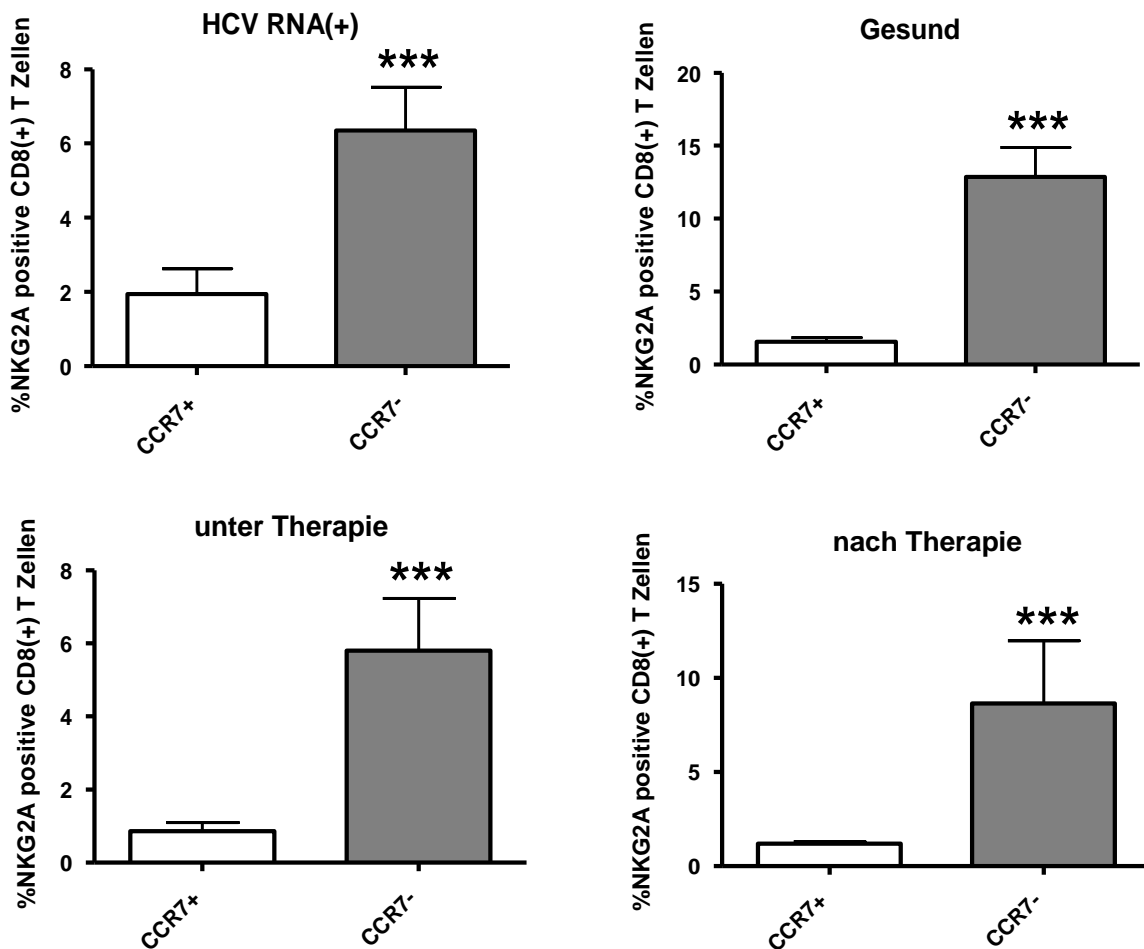 HCV RNA(+)
%NKG2A positive CD8(+) T Zellen
8
6
4
2
0
***
CCR7+
CCR7-
Gesund
%NKG2A positive CD8(+) T Zellen
20
15
10
5
0
***
CCR7+
CCR7-
unter Therapie
%NKG2A positive CD8(+) T Zellen
8
6
4
2
0
***
CCR7+
CCR7-
nach Therapie
%NKG2A positive CD8(+) T Zellen
15
10
5
0
***
CCR7+
CCR7-